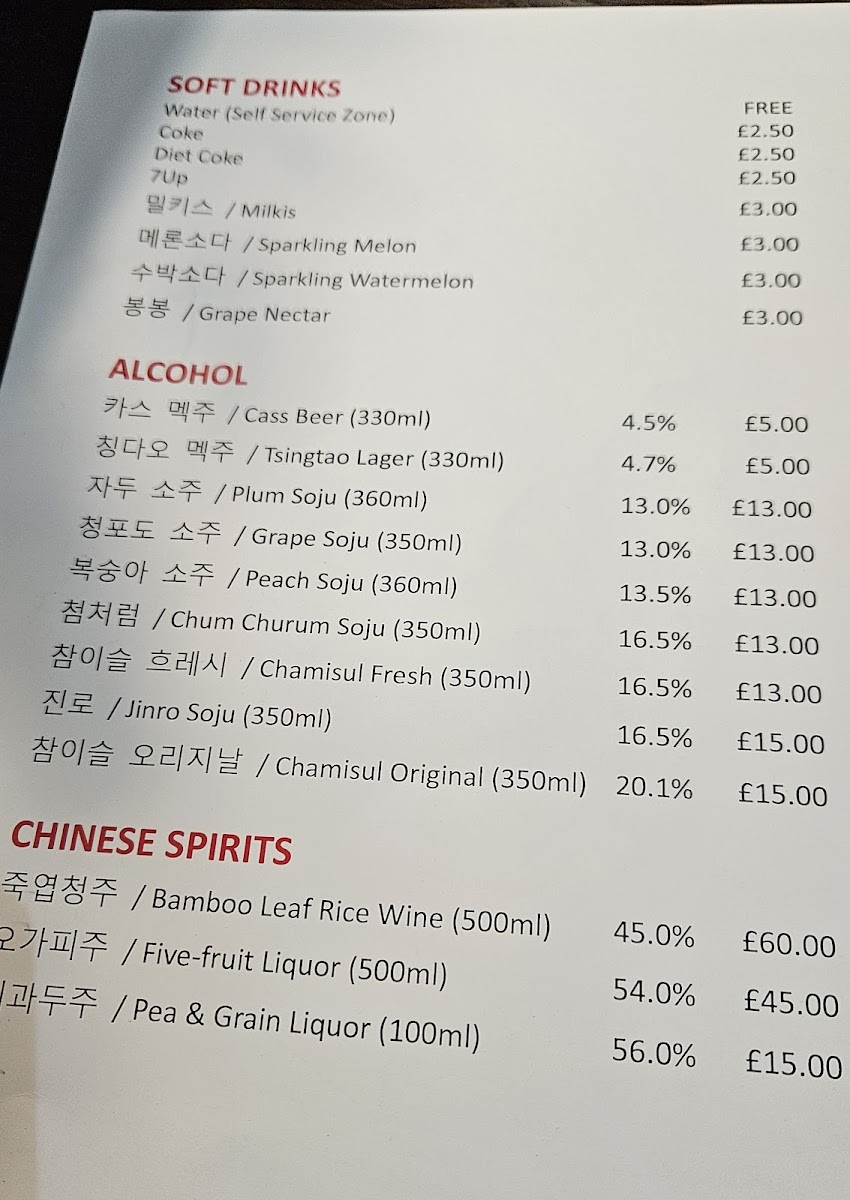 SOFT DRINKS
Water (Self Service Zone) FREE
Coke £2.50
Diet Coke £2.50
7Up £2.50
밀키스 / Milkis £3.00
메론소다 / Sparkling Melon £3.00
수박소다 / Sparkling Watermelon £3.00
봉봉 / Grape Nectar £3.00
ALCOHOL
카스 멕주 / Cass Beer (330ml) 4.5% £5.00
칭다오 멕주 / Tsingtao Lager (330ml) 4.7% £5.00
자두 소주 / Plum Soju (360ml) 13.0% £13.00
청포도 소주 / Grape Soju (350ml) 13.0% £13.00
복숭아 소주 / Peach Soju (360ml) 13.5% £13.00
첨처럼 / Chum Churum Soju (350ml) 16.5% £13.00
참이슬 흐레시 / Chamisul Fresh (350ml) 16.5% £13.00
진로 / Jinro Soju (350ml) 16.5% £15.00
참이슬 오리지날 / Chamisul Original (350ml) 20.1% £15.00
CHINESE SPIRITS
죽엽청주 / Bamboo Leaf Rice Wine (500ml) 45.0% £60.00
오가피주 / Five-fruit Liquor (500ml) 54.0% £45.00
과두주 / Pea & Grain Liquor (100ml) 56.0% £15.00